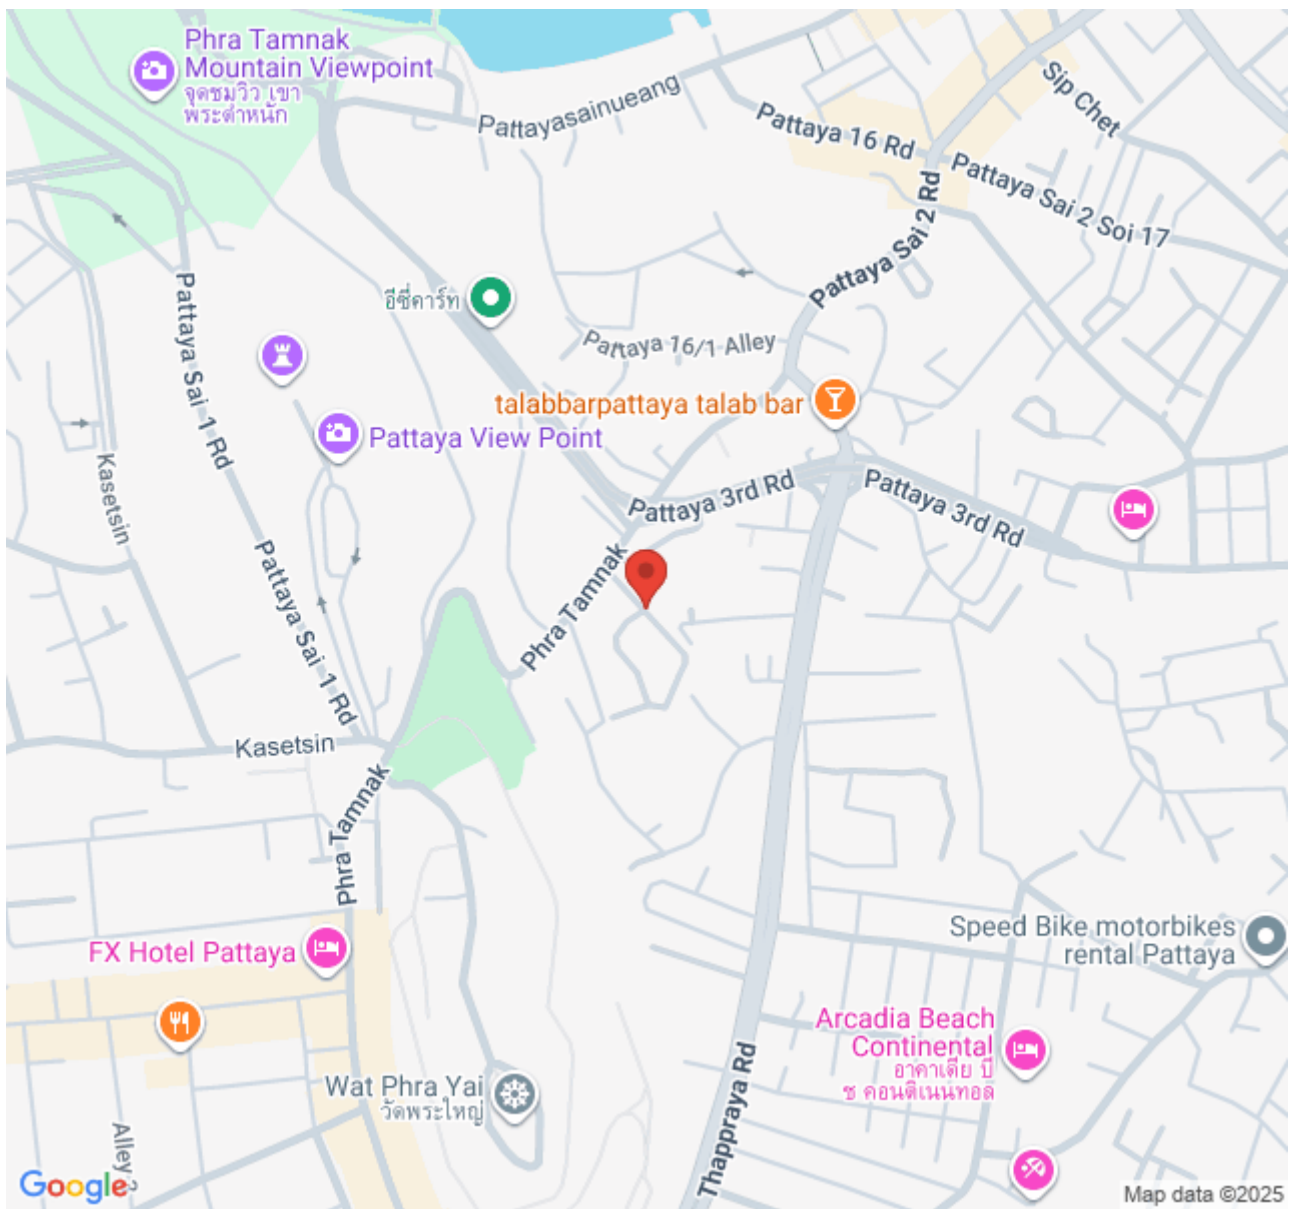 Phra Tamnak
Mountain Viewpoint
จุดชมวิว เขา
พระตำหนัก
Pattayasainueang
Sip Chet
Pattaya 16 Rd
Pattaya Sai 2 Soi 17
Pattaya Sai 2 Rd
อีซี่คาร์ท
Pattaya Sai 1 Rd
Pattaya 16/1 Alley
talabbarpattaya talab bar
Pattaya View Point
Kasetsin
Pattaya 3rd Rd
Pattaya 3rd Rd
Phra Tamnak
Pattaya Sai 1 Rd
Kasetsin
Phra Tamnak
FX Hotel Pattaya
Speed Bike motorbikes
rental Pattaya
Arcadia Beach
Continental
อาคาเดีย บี
ช คอนติเนนทอล
Wat Phra Yai
วัดพระใหญ่
Thappraya Rd
Alley 2
Google
Map data ©2025